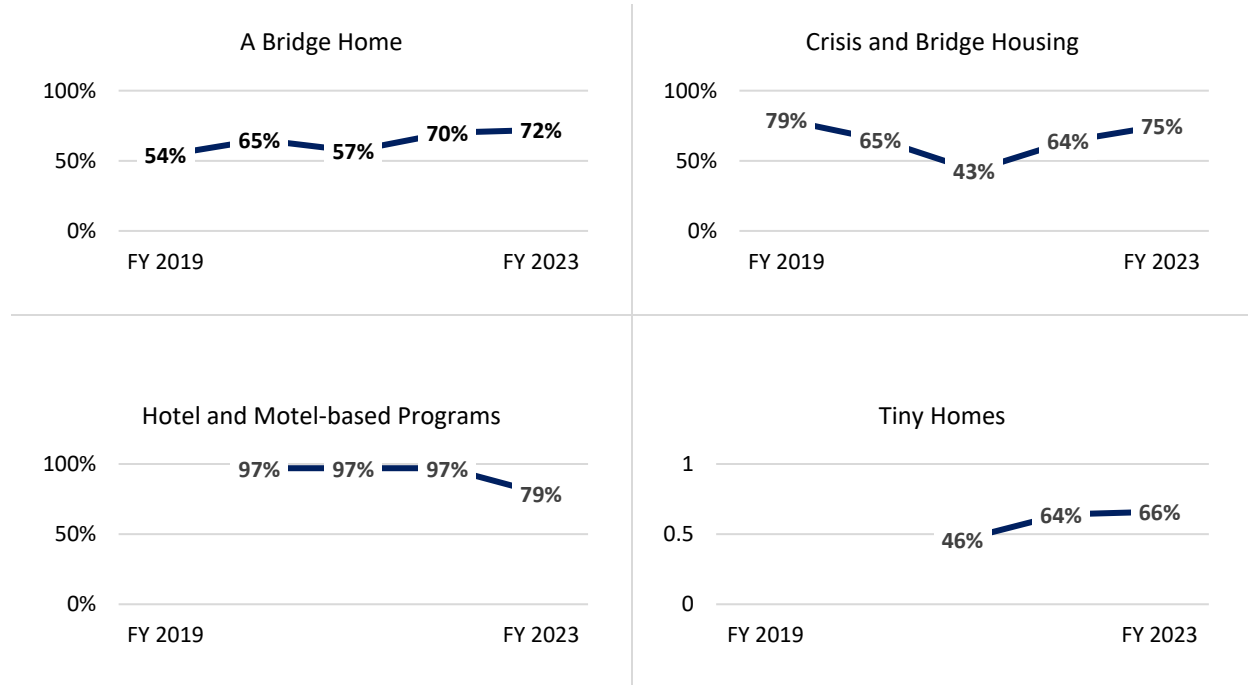 A Bridge Home
100%
50%
0%
54%
65%
57%
70%
72%
FY 2019
FY 2023
Crisis and Bridge Housing
100%
50%
0%
79%
65%
43%
64%
75%
FY 2019
FY 2023
Hotel and Motel-based Programs
100%
50%
0%
97%
97%
97%
79%
FY 2019
FY 2023
Tiny Homes
1
0.5
0
46%
64%
66%
FY 2019
FY 2023